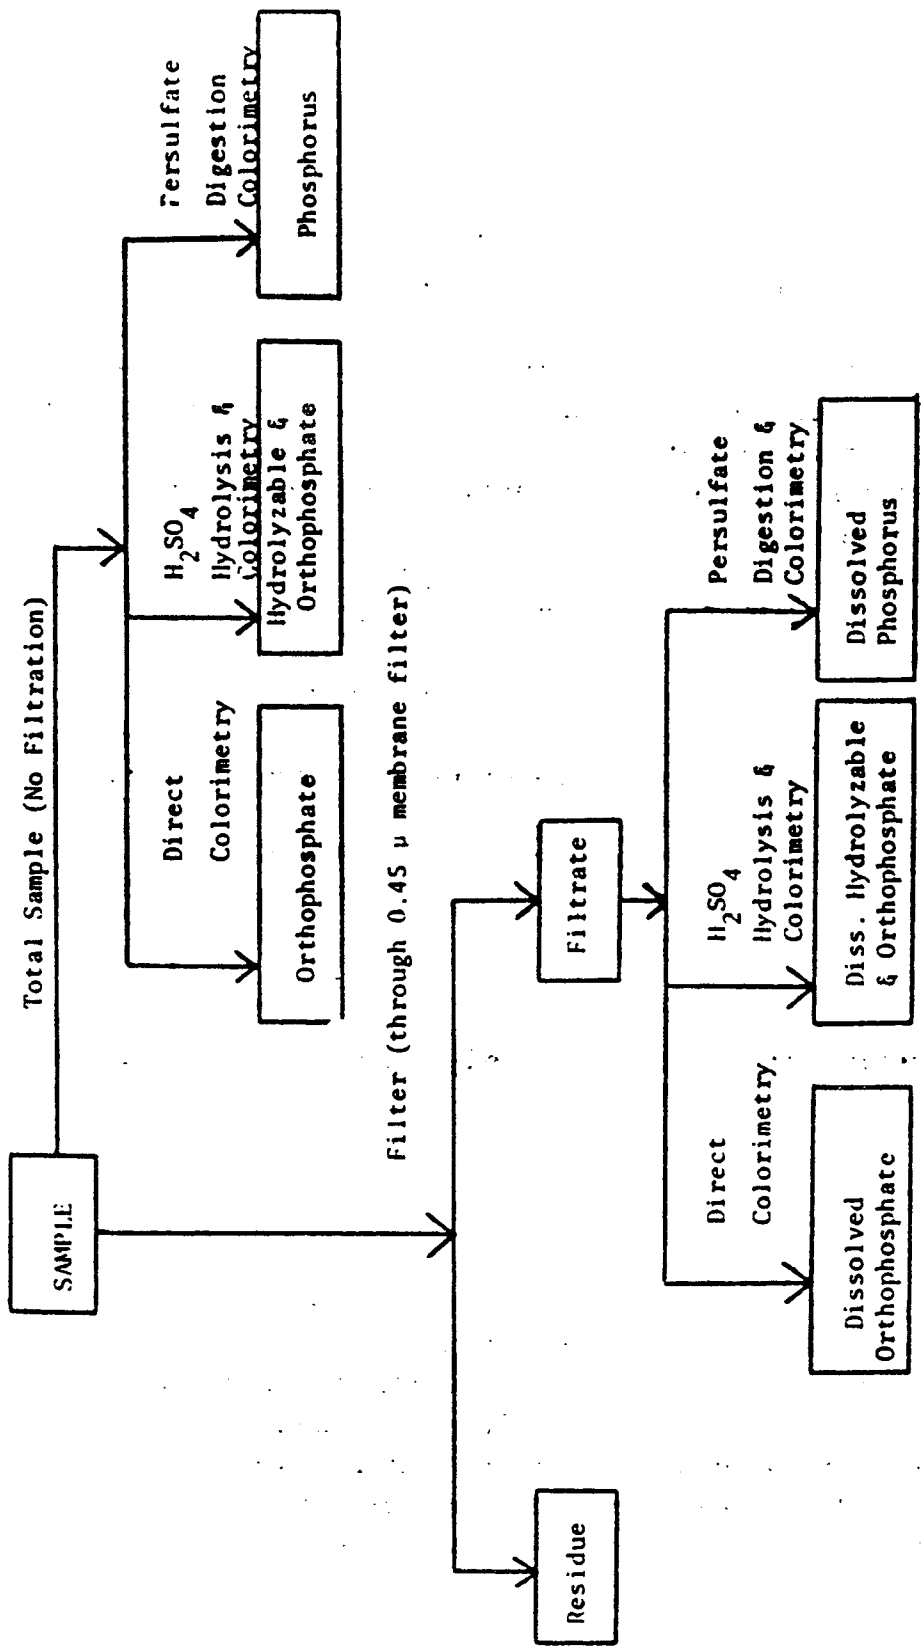 SAMPLE
Total Sample (No Filtration)
Direct
Colorimetry
Orthophosphate
H₂SO₄
Hydrolysis &
Colorimetry
Hydrolyzable &
Orthophosphate
Persulfate
Digestion
Colorimetry
Phosphorus
Filter (through 0.45 µ membrane filter)
Residue
Filtrate
Direct
Colorimetry
Dissolved
Orthophosphate
H₂SO₄
Hydrolysis &
Colorimetry
Diss. Hydrolyzable
& Orthophosphate
Persulfate
Digestion &
Colorimetry
Dissolved
Phosphorus